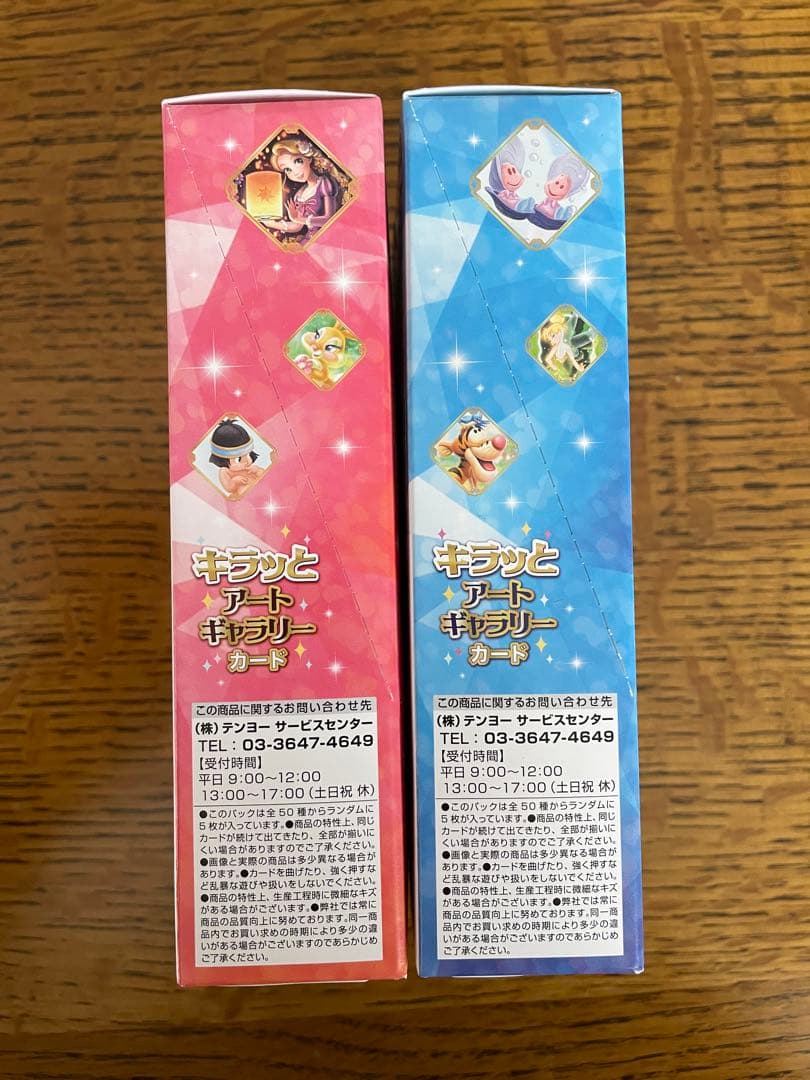 キラッと
アート
ギャラリー
カード
この商品に関するお問い合わせ先
(株) テンヨー サービスセンター
TEL: 03-3647-4649
【受付時間】
平日 9:00〜12:00
13:00〜17:00 (土日祝 休)
●このパックは全50種からランダムに
5枚が入っています。●商品の特性上、同じ
カードが続けて出てきたり、全部が揃いに
くい場合がありますのでご了承ください。
●画像と実際の商品は多少異なる場合が
あります。●カードを曲げたり、強く押すな
ど乱暴な遊びや扱いをしないでください。
●商品の特性上、生産工程時に微細なキズ
がある場合がございます。●弊社では常に
商品の品質向上に努めております。同一商
品内でお買い求めの時期により多少の違
いがある場合がございますのであらかじめ
ご了承ください。
キラッと
アート
ギャラリー
カード
この商品に関するお問い合わせ先
(株) テンヨー サービスセンター
TEL: 03-3647-4649
【受付時間】
平日 9:00〜12:00
13:00〜17:00 (土日祝 休)
●このパックは全50種からランダムに
5枚が入っています。●商品の特性上、同じ
カードが続けて出てきたり、全部が揃いに
くい場合がありますのでご了承ください。
●画像と実際の商品は多少異なる場合が
あります。●カードを曲げたり、強く押すな
ど乱暴な遊びや扱いをしないでください。
●商品の特性上、生産工程時に微細なキズ
がある場合がございます。●弊社では常に
商品の品質向上に努めております。同一商
品内でお買い求めの時期により多少の違
いがある場合がございますのであらかじめ
ご了承ください。